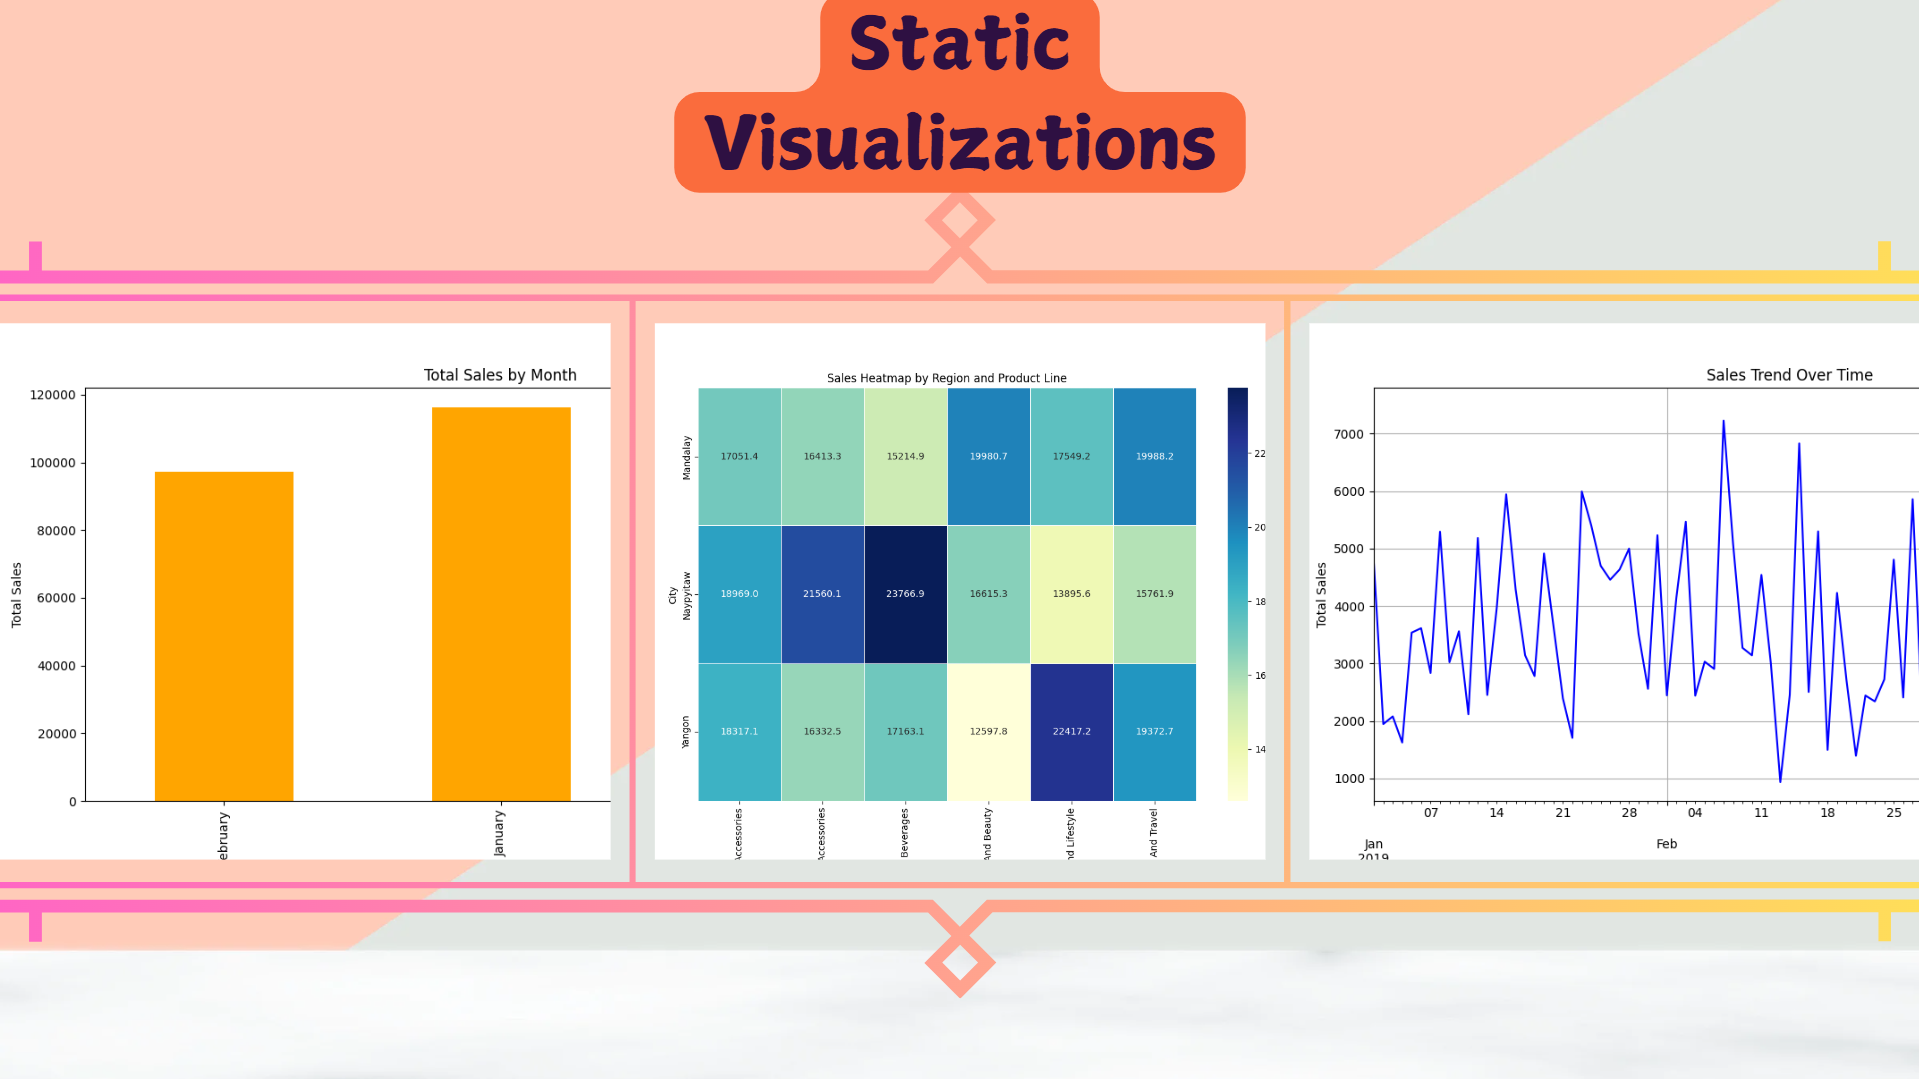 Static
Visualizations
Total Sales by Month
120000
100000
80000
60000
40000
20000
0
Total Sales
ebruary
January
Sales Heatmap by Region and Product Line
City
Mandalay
Naypyitaw
Yangon
17051.4 16413.3 15214.9 19980.7 17549.2 19988.2
18969.0 21560.1 23766.9 16615.3 13895.6 15761.9
18317.1 16332.5 17163.1 12597.8 22417.2 19372.7
Accessories
Accessories
Beverages
And Beauty
nd Lifestyle
And Travel
22
20
18
16
14
Sales Trend Over Time
7000
6000
5000
4000
3000
2000
1000
Total Sales
07 14 21 28 04 11 18 25
Jan Feb
2019